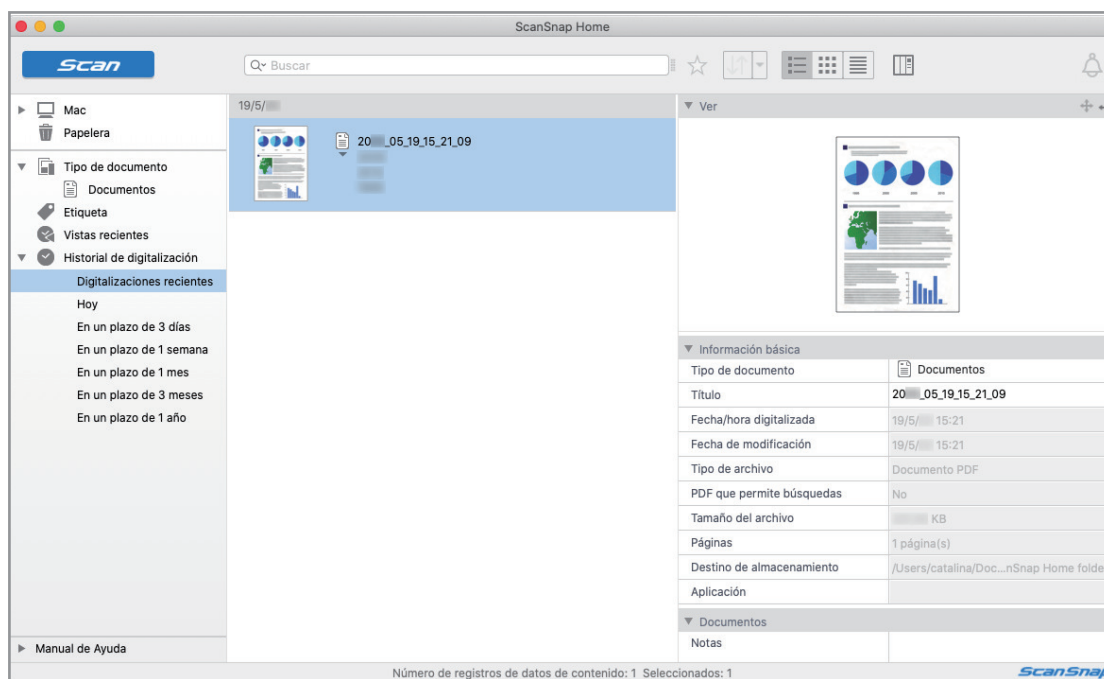 ScanSnap Home
Scan
Buscar
Mac
Papelera
Tipo de documento
Documentos
Etiqueta
Vistas recientes
Historial de digitalización
Digitalizaciones recientes
Hoy
En un plazo de 3 días
En un plazo de 1 semana
En un plazo de 1 mes
En un plazo de 3 meses
En un plazo de 1 año
Manual de Ayuda
19/5/
20 _05_19_15_21_09
Ver
Información básica
Tipo de documento Documentos
Título 20 _05_19_15_21_09
Fecha/hora digitalizada 19/5/ 15:21
Fecha de modificación 19/5/ 15:21
Tipo de archivo Documento PDF
PDF que permite búsquedas No
Tamaño del archivo KB
Páginas 1 página(s)
Destino de almacenamiento /Users/catalina/Doc...nSnap Home folde
Aplicación
Documentos
Notas
Número de registros de datos de contenido: 1 Seleccionados: 1
ScanSnap